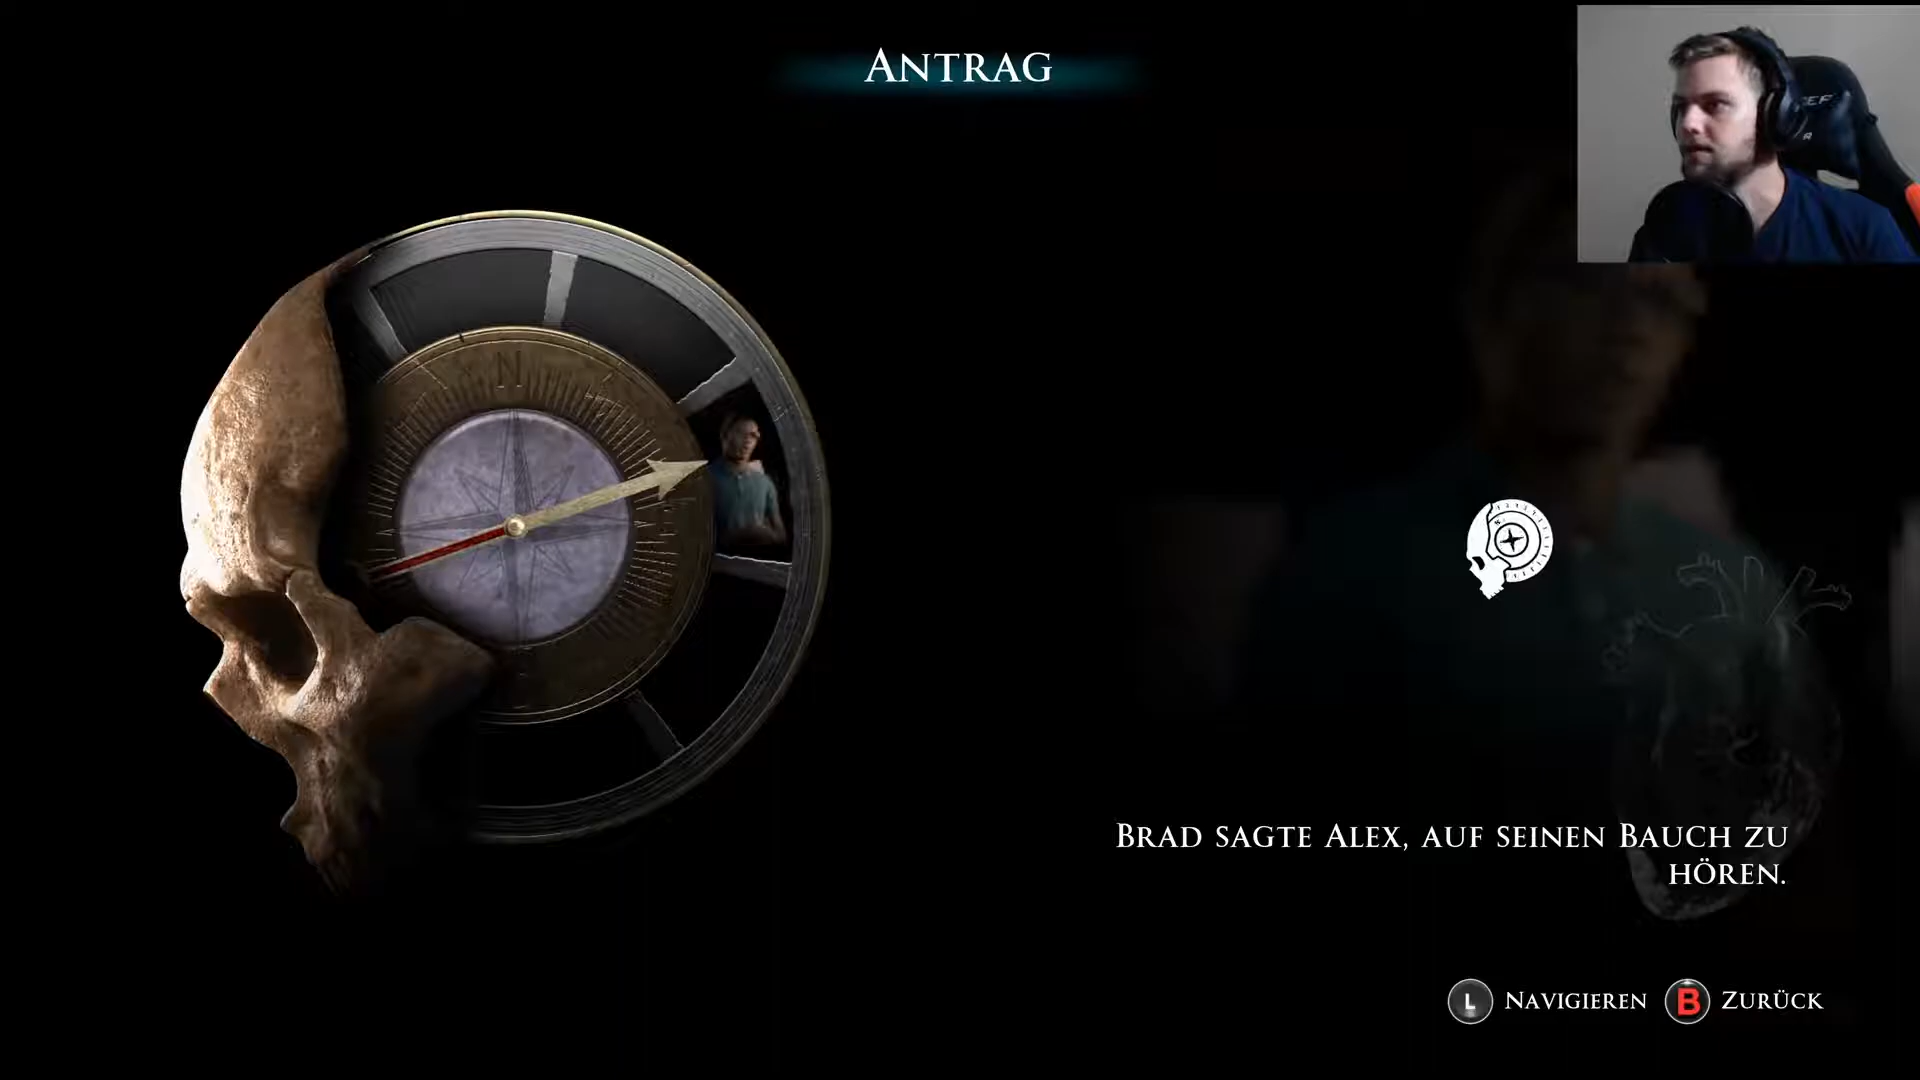 Antrag
N
Brad sagte Alex, auf seinen Bauch zu
hören.
L Navigieren B Zurück